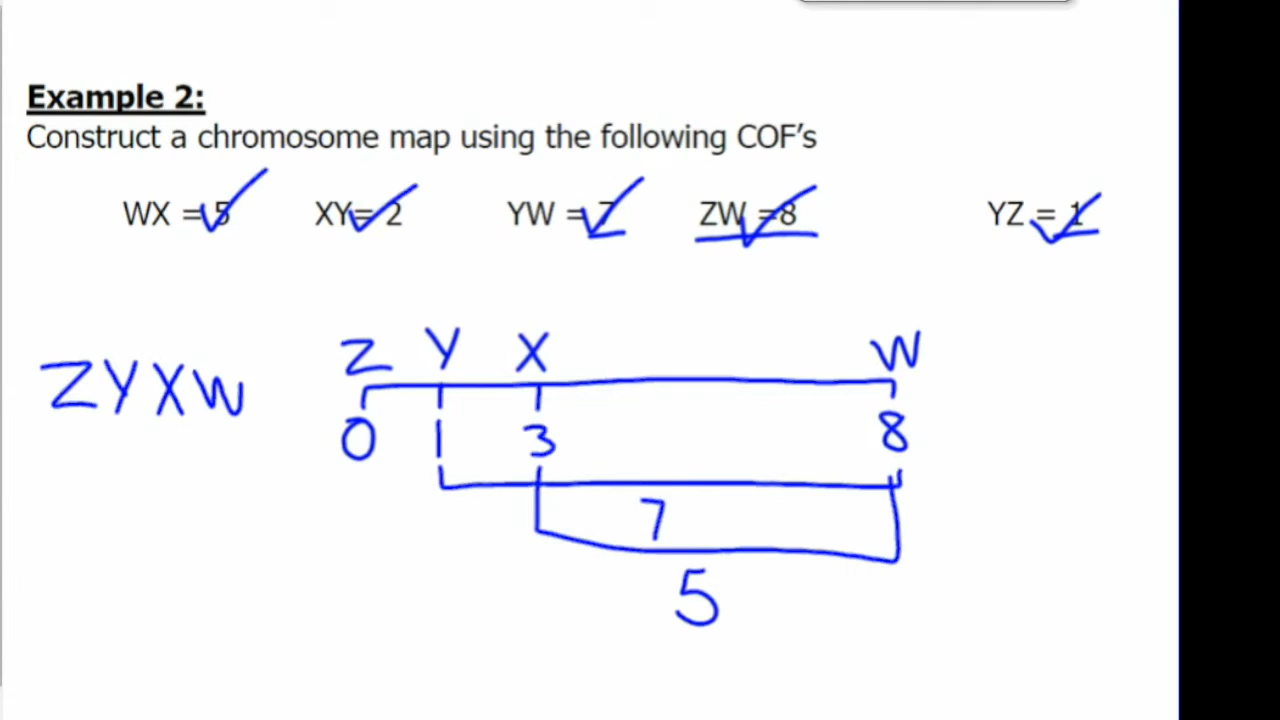 Example 2:
Construct a chromosome map using the following COF's
WX = 5 XY= 2 YW = 7 ZW =8 YZ = 1
ZYXW
Z Y X W
0 1 3 8
7
5